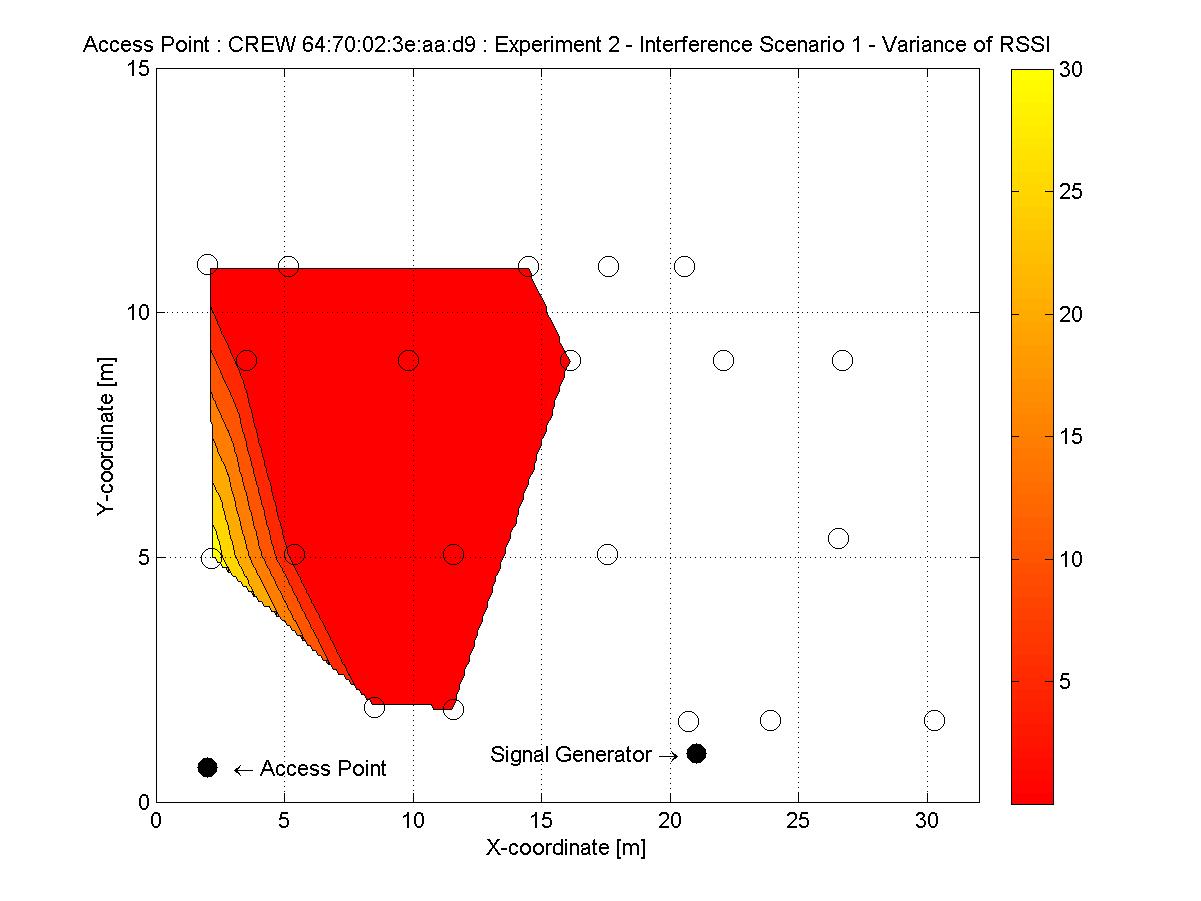 Access Point : CREW 64:70:02:3e:aa:d9 : Experiment 2 - Interference Scenario 1 - Variance of RSSI
15
10
5
0
Y-coordinate [m]
0 5 10 15 20 25 30
X-coordinate [m]
← Access Point
Signal Generator →
30
25
20
15
10
5